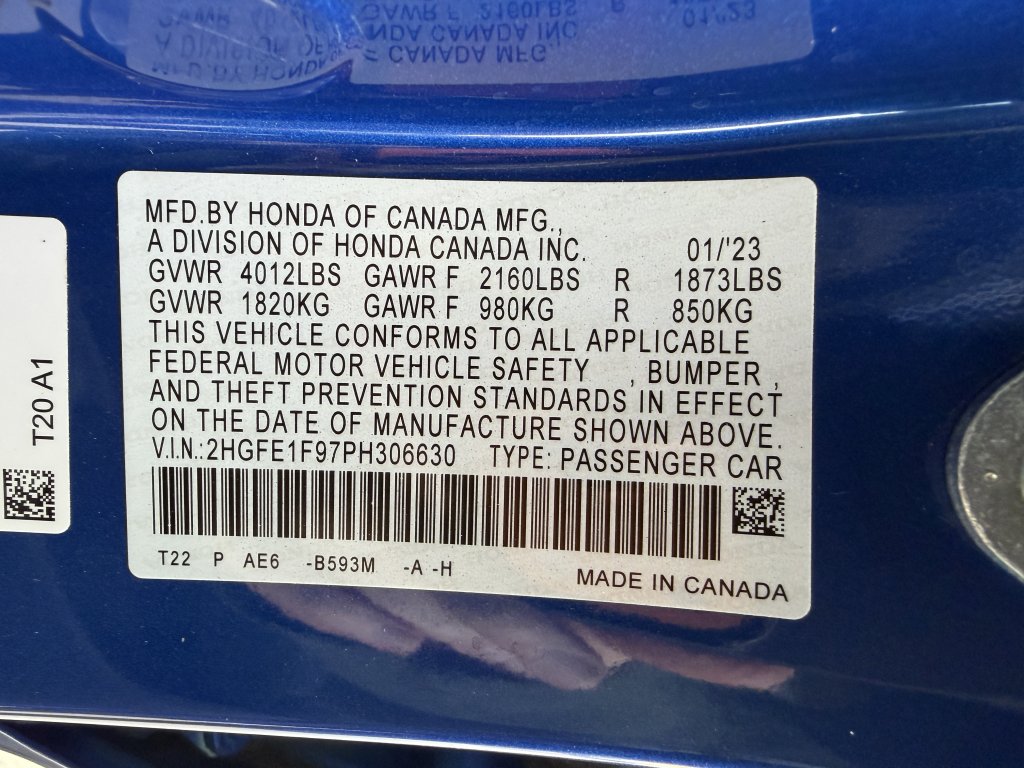 MFD.BY HONDA OF CANADA MFG.,
A DIVISION OF HONDA CANADA INC. 01/'23
GVWR 4012LBS GAWR F 2160LBS R 1873LBS
GVWR 1820KG GAWR F 980KG R 850KG
THIS VEHICLE CONFORMS TO ALL APPLICABLE
FEDERAL MOTOR VEHICLE SAFETY , BUMPER ,
AND THEFT PREVENTION STANDARDS IN EFFECT
ON THE DATE OF MANUFACTURE SHOWN ABOVE.
V.I.N.:2HGFE1F97PH306630 TYPE: PASSENGER CAR
T22 P AE6 -B593M -A -H
MADE IN CANADA
T20 A1